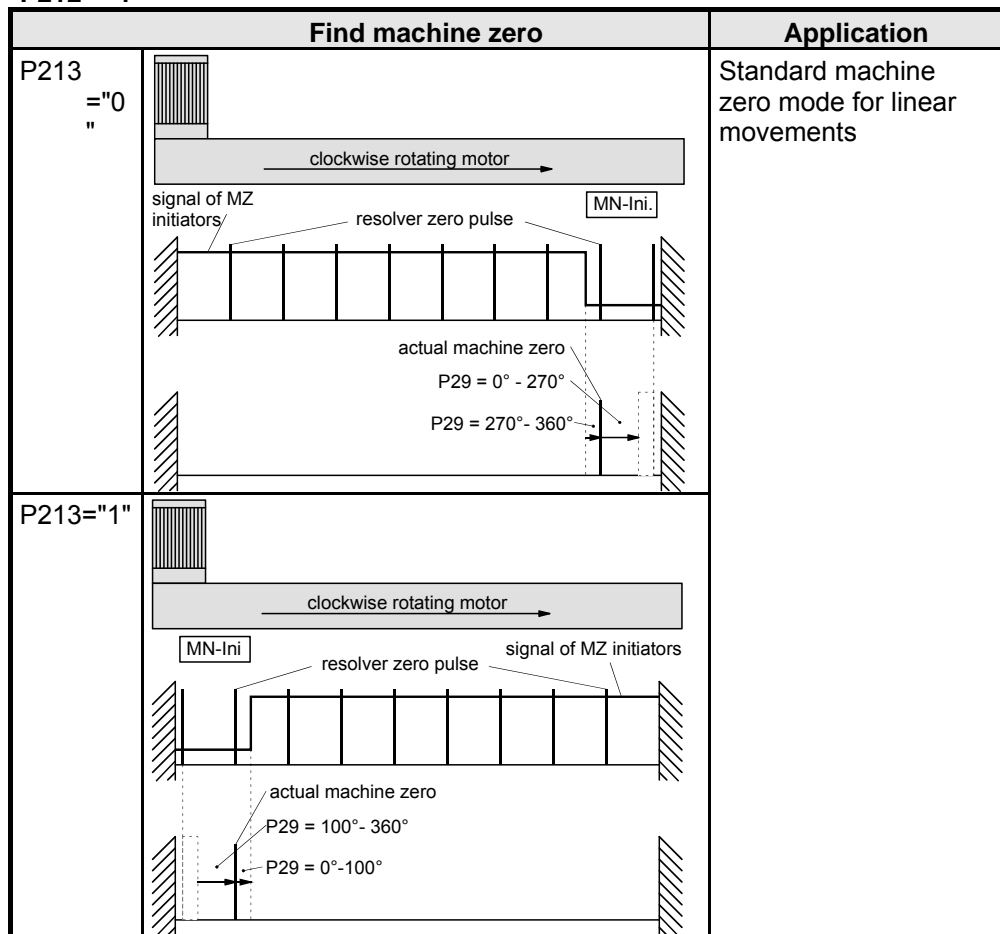 Find machine zero
Application
P213
="0
"
clockwise rotating motor
signal of MZ
initiators
resolver zero pulse
MN-Ini.
actual machine zero
P29 = 0° - 270°
P29 = 270°- 360°
Standard machine
zero mode for linear
movements
P213="1"
clockwise rotating motor
MN-Ini
resolver zero pulse
signal of MZ initiators
actual machine zero
P29 = 100°- 360°
P29 = 0°-100°